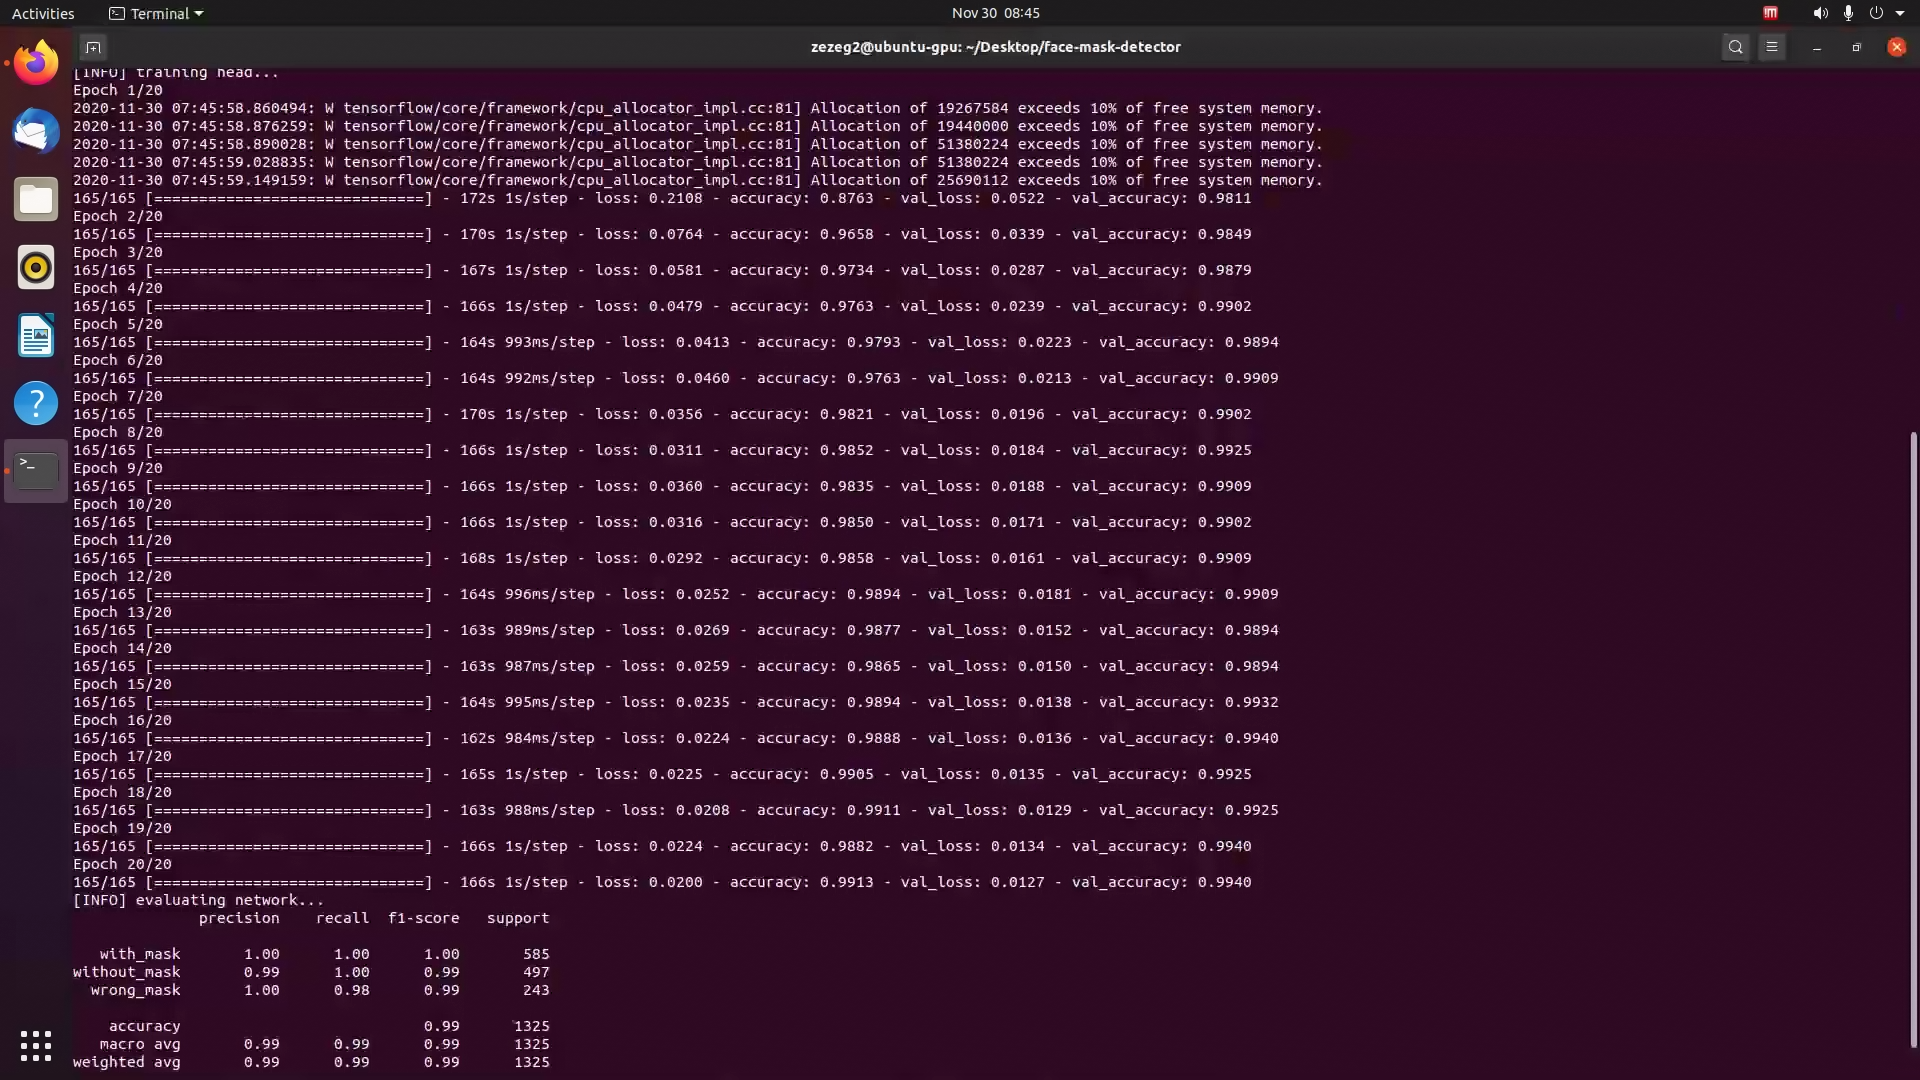 Activities
Terminal
Nov 30 08:45
zezeg2@ubuntu-gpu: ~/Desktop/face-mask-detector
[INFO] training head...
Epoch 1/20
2020-11-30 07:45:58.860494: W tensorflow/core/framework/cpu_allocator_impl.cc:81] Allocation of 19267584 exceeds 10% of free system memory.
2020-11-30 07:45:58.876259: W tensorflow/core/framework/cpu_allocator_impl.cc:81] Allocation of 19440000 exceeds 10% of free system memory.
2020-11-30 07:45:58.890028: W tensorflow/core/framework/cpu_allocator_impl.cc:81] Allocation of 51380224 exceeds 10% of free system memory.
2020-11-30 07:45:59.028835: W tensorflow/core/framework/cpu_allocator_impl.cc:81] Allocation of 51380224 exceeds 10% of free system memory.
2020-11-30 07:45:59.149159: W tensorflow/core/framework/cpu_allocator_impl.cc:81] Allocation of 25690112 exceeds 10% of free system memory.
165/165 [==============================] - 172s 1s/step - loss: 0.2108 - accuracy: 0.8763 - val_loss: 0.0522 - val_accuracy: 0.9811
Epoch 2/20
165/165 [==============================] - 170s 1s/step - loss: 0.0764 - accuracy: 0.9658 - val_loss: 0.0339 - val_accuracy: 0.9849
Epoch 3/20
165/165 [==============================] - 167s 1s/step - loss: 0.0581 - accuracy: 0.9734 - val_loss: 0.0287 - val_accuracy: 0.9879
Epoch 4/20
165/165 [==============================] - 166s 1s/step - loss: 0.0479 - accuracy: 0.9763 - val_loss: 0.0239 - val_accuracy: 0.9902
Epoch 5/20
165/165 [==============================] - 164s 993ms/step - loss: 0.0413 - accuracy: 0.9793 - val_loss: 0.0223 - val_accuracy: 0.9894
Epoch 6/20
165/165 [==============================] - 164s 992ms/step - loss: 0.0460 - accuracy: 0.9763 - val_loss: 0.0213 - val_accuracy: 0.9909
Epoch 7/20
165/165 [==============================] - 170s 1s/step - loss: 0.0356 - accuracy: 0.9821 - val_loss: 0.0196 - val_accuracy: 0.9902
Epoch 8/20
165/165 [==============================] - 166s 1s/step - loss: 0.0311 - accuracy: 0.9852 - val_loss: 0.0184 - val_accuracy: 0.9925
Epoch 9/20
165/165 [==============================] - 166s 1s/step - loss: 0.0360 - accuracy: 0.9835 - val_loss: 0.0188 - val_accuracy: 0.9909
Epoch 10/20
165/165 [==============================] - 166s 1s/step - loss: 0.0316 - accuracy: 0.9850 - val_loss: 0.0171 - val_accuracy: 0.9902
Epoch 11/20
165/165 [==============================] - 168s 1s/step - loss: 0.0292 - accuracy: 0.9858 - val_loss: 0.0161 - val_accuracy: 0.9909
Epoch 12/20
165/165 [==============================] - 164s 996ms/step - loss: 0.0252 - accuracy: 0.9894 - val_loss: 0.0181 - val_accuracy: 0.9909
Epoch 13/20
165/165 [==============================] - 163s 989ms/step - loss: 0.0269 - accuracy: 0.9877 - val_loss: 0.0152 - val_accuracy: 0.9894
Epoch 14/20
165/165 [==============================] - 163s 987ms/step - loss: 0.0259 - accuracy: 0.9865 - val_loss: 0.0150 - val_accuracy: 0.9894
Epoch 15/20
165/165 [==============================] - 164s 995ms/step - loss: 0.0235 - accuracy: 0.9894 - val_loss: 0.0138 - val_accuracy: 0.9932
Epoch 16/20
165/165 [==============================] - 162s 984ms/step - loss: 0.0224 - accuracy: 0.9888 - val_loss: 0.0136 - val_accuracy: 0.9940
Epoch 17/20
165/165 [==============================] - 165s 1s/step - loss: 0.0225 - accuracy: 0.9905 - val_loss: 0.0135 - val_accuracy: 0.9925
Epoch 18/20
165/165 [==============================] - 163s 988ms/step - loss: 0.0208 - accuracy: 0.9911 - val_loss: 0.0129 - val_accuracy: 0.9925
Epoch 19/20
165/165 [==============================] - 166s 1s/step - loss: 0.0224 - accuracy: 0.9882 - val_loss: 0.0134 - val_accuracy: 0.9940
Epoch 20/20
165/165 [==============================] - 166s 1s/step - loss: 0.0200 - accuracy: 0.9913 - val_loss: 0.0127 - val_accuracy: 0.9940
[INFO] evaluating network...
precision recall f1-score support
with_mask 1.00 1.00 1.00 585
without_mask 0.99 1.00 0.99 497
wrong_mask 1.00 0.98 0.99 243
accuracy 0.99 1325
macro avg 0.99 0.99 0.99 1325
weighted avg 0.99 0.99 0.99 1325